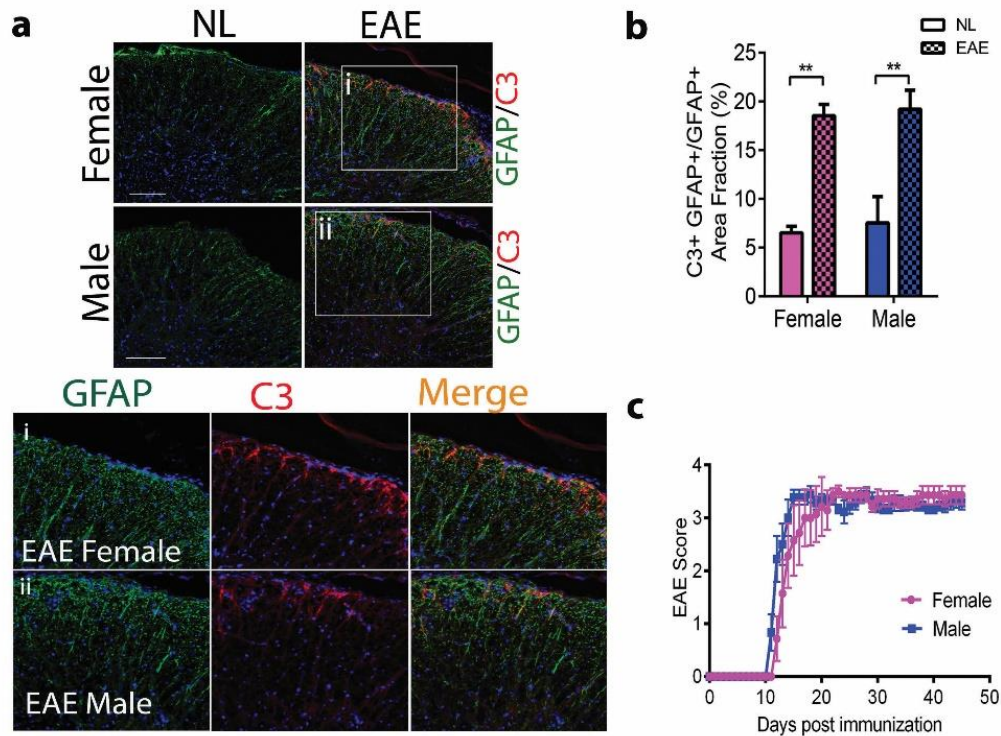 a
NL
EAE
Female
i
GFAP/C3
Male
ii
GFAP/C3
GFAP
C3
Merge
i
EAE Female
ii
EAE Male
b
NL
EAE
C3+ GFAP+/GFAP+
Area Fraction (%)
25
20
15
10
5
0
**
**
Female
Male
c
EAE Score
4
3
2
1
0
Female
Male
0
10
20
30
40
50
Days post immunization